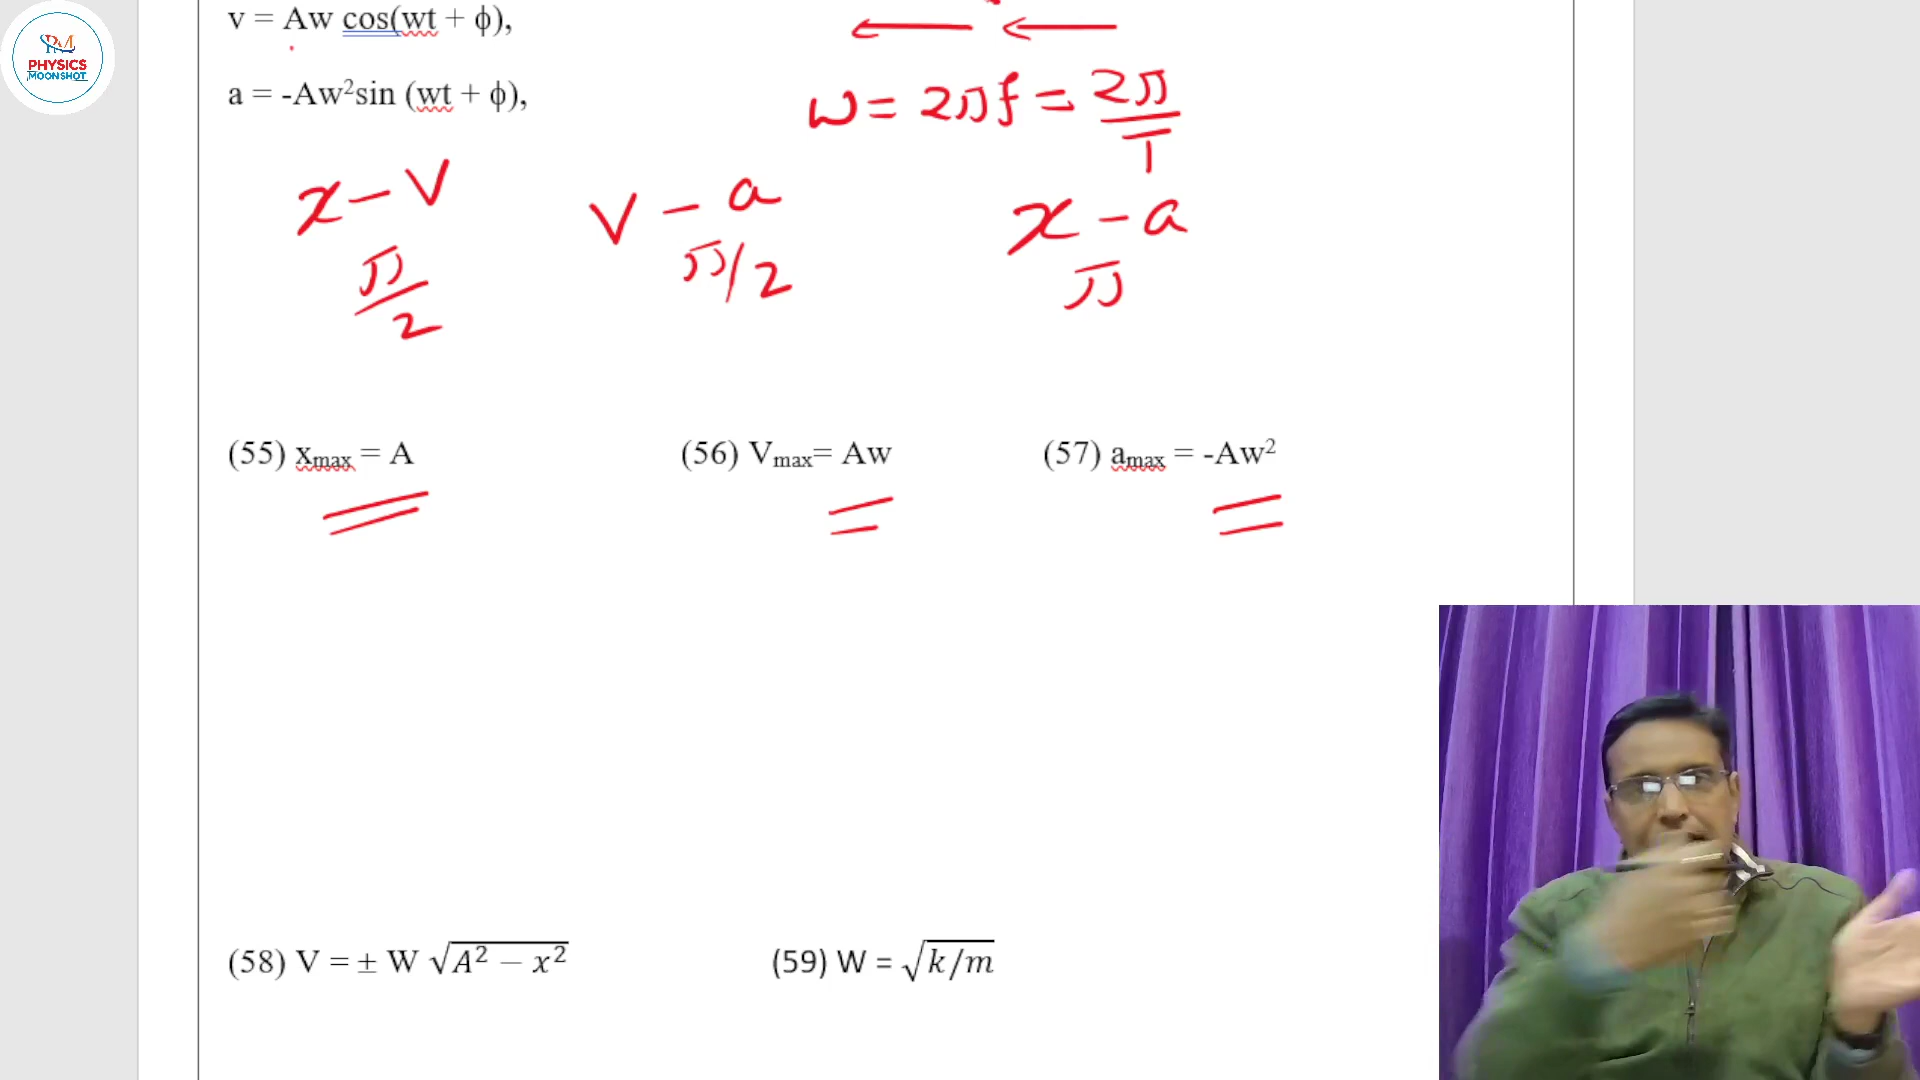 PHYSICS
MOONSHOT
v = Aw cos(wt + ϕ),
a = -Aw²sin (wt + ϕ),
w = 2πf = 2π/T
x – v
π/2
v – a
π/2
x – a
π
(55) xmax = A (56) Vmax= Aw (57) amax = -Aw²
(58) V = ± W √(A² – x²) (59) W = √(k/m)